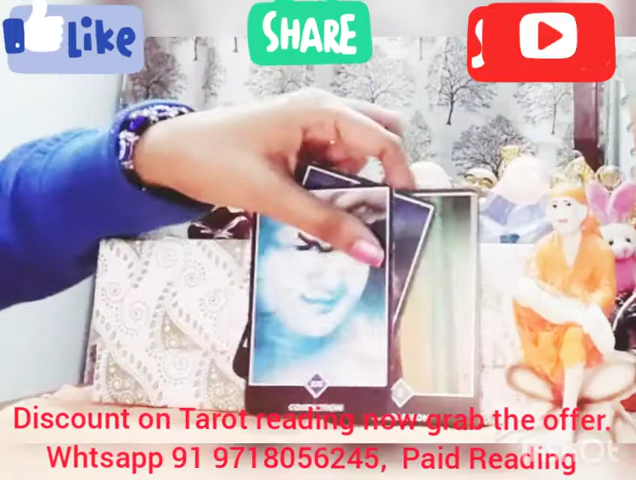 Like
SHARE
Discount on Tarot reading now grab the offer.
Whtsapp 91 9718056245, Paid Reading